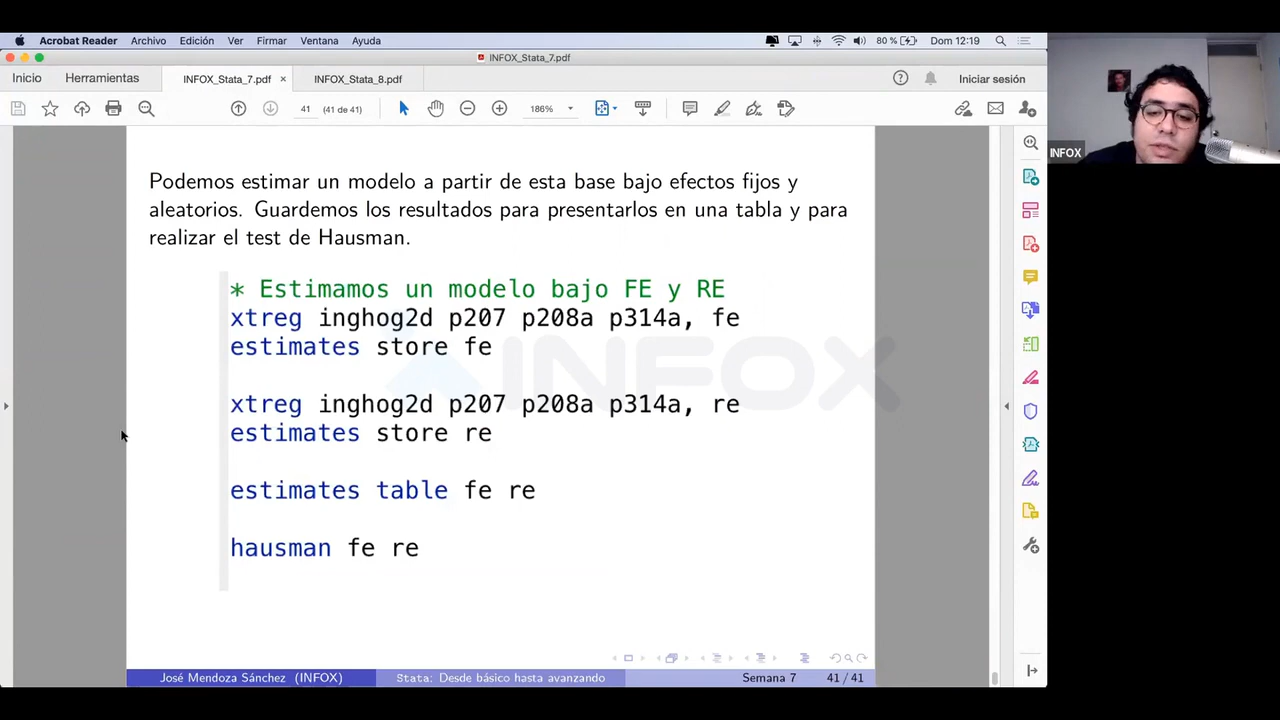 Acrobat Reader Archivo Edición Ver Firmar Ventana Ayuda 80 % Dom 12:19
INFOX_Stata_7.pdf
Inicio Herramientas INFOX_Stata_7.pdf × INFOX_Stata_8.pdf Iniciar sesión
41 (41 de 41) 186%
INFOX
Podemos estimar un modelo a partir de esta base bajo efectos fijos y
aleatorios. Guardemos los resultados para presentarlos en una tabla y para
realizar el test de Hausman.
* Estimamos un modelo bajo FE y RE
xtreg inghog2d p207 p208a p314a, fe
estimates store fe
INFOX
xtreg inghog2d p207 p208a p314a, re
estimates store re
estimates table fe re
hausman fe re
José Mendoza Sánchez (INFOX) Stata: Desde básico hasta avanzando Semana 7 41 / 41